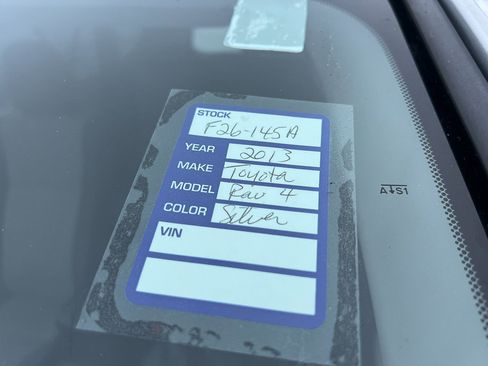 STOCK
F26-145A
YEAR 2013
MAKE Toyota
MODEL Rav 4
COLOR Silver
VIN
AS1